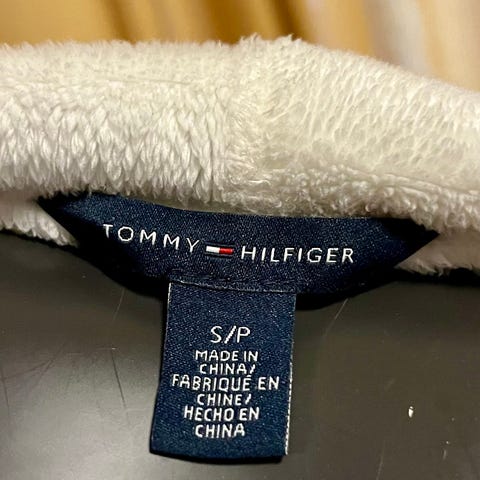 TOMMY HILFIGER
S/P
MADE IN
CHINA/
FABRIQUÉ EN
CHINE/
HECHO EN
CHINA